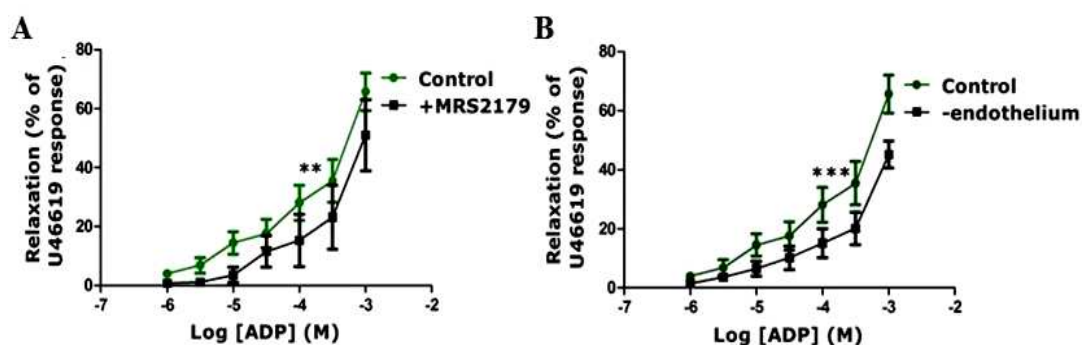 A
Relaxation (% of
U46619 response)
80
60
40
20
0
-7
-6
-5
-4
-3
-2
Log [ADP] (M)
**
Control
+MRS2179
B
Relaxation (% of
U46619 response)
80
60
40
20
0
-7
-6
-5
-4
-3
-2
Log [ADP] (M)
***
Control
-endothelium